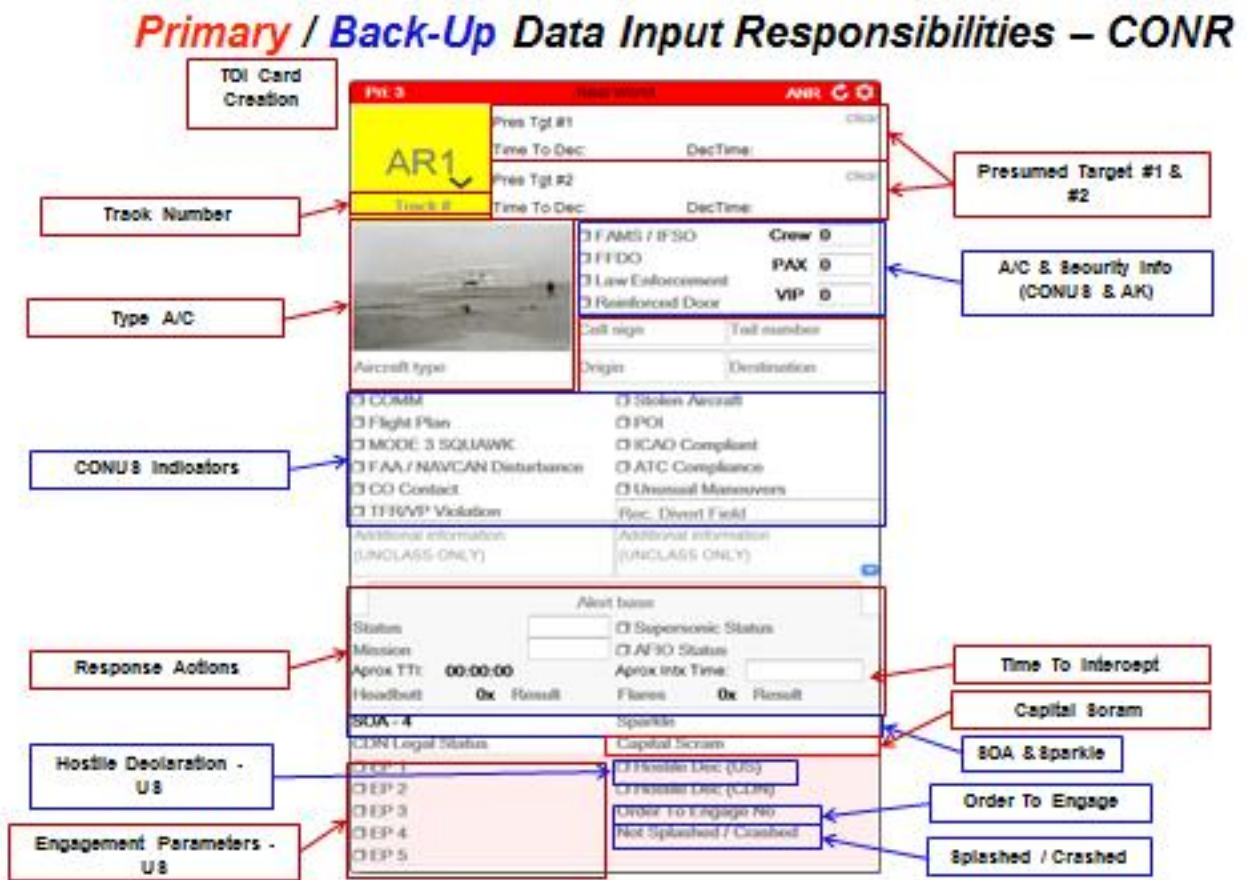 Primary / Back-Up Data Input Responsibilities – CONR
TOI Card
Creation
Pri: 3
ANR
Pres Tgt #1
clear
Time To Dec:
DecTime:
AR1
Pres Tgt #2
clear
Track #
Time To Dec:
DecTime:
Presumed Target #1 &
#2
Track Number
FAMS / IFSO
Crew 0
FFDO
PAX 0
Law Enforcement
VIP 0
Reinforced Door
A/C & Security Info
(CONUS & AK)
Type A/C
Call sign
Tail number
Aircraft type
Origin
Destination
COMM
Stolen Aircraft
Flight Plan
POI
MODE 3 SQUAWK
ICAO Compliant
CONUS Indicators
FAA / NAVCAN Disturbance
ATC Compliance
CO Contact
Unusual Maneuvers
TFR/VP Violation
Rec. Divert Field
Additional information
(UNCLASS ONLY)
Additional information
(UNCLASS ONLY)
Alert base
Status
Supersonic Status
Mission
AFIO Status
Response Actions
Aprox TTI: 00:00:00
Aprox Intx Time:
Time To Intercept
Headbutt 0x Result
Flares 0x Result
Capital Scram
SOA - 4
Sparkle
CDN Legal Status
Capital Scram
SOA & Sparkle
Hostile Declaration -
US
EP 1
Hostile Dec (US)
EP 2
Hostile Dec (CDN)
EP 3
Order To Engage No
Order To Engage
EP 4
Not Splashed / Crashed
Engagement Parameters -
US
EP 5
Splashed / Crashed